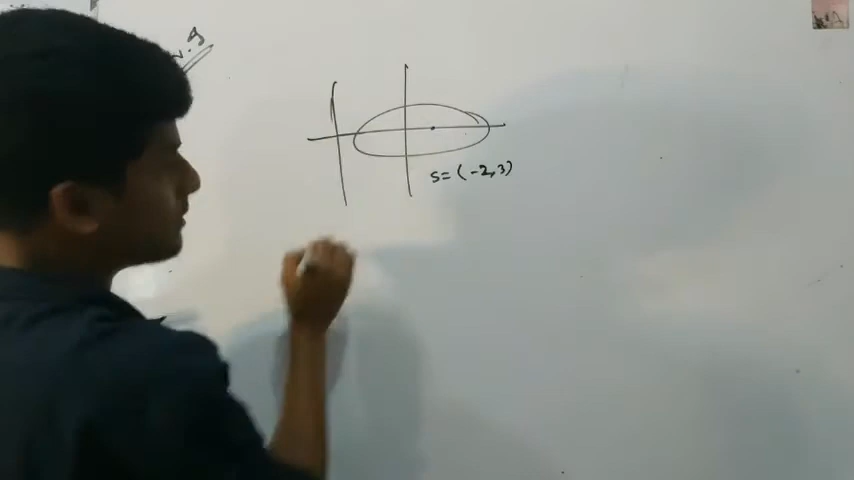 S = (-2, 3)